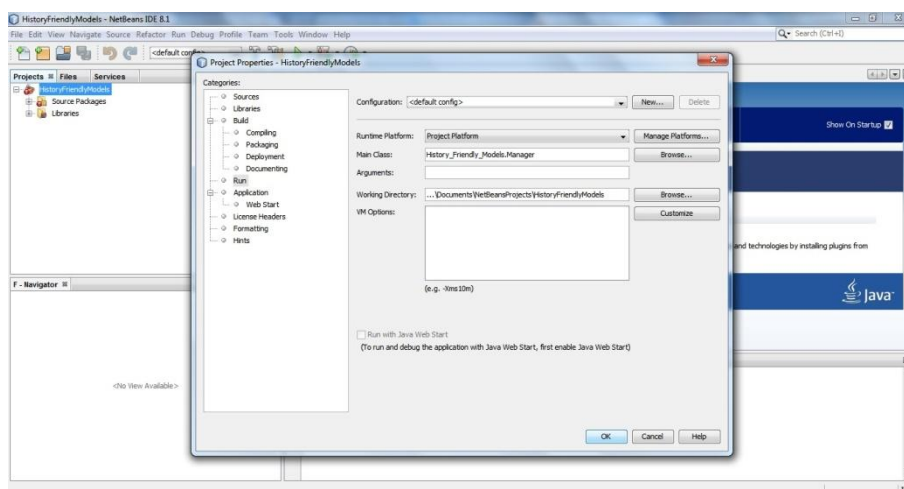 HistoryFriendlyModels - NetBeans IDE 8.1
File Edit View Navigate Source Refactor Run Debug Profile Team Tools Window Help
Search (Ctrl+I)
<default
Projects Files Services
HistoryFriendlyModels
Source Packages
Libraries
F - Navigator
<No View Available>
Project Properties - HistoryFriendlyModels
Categories:
Sources
Libraries
Build
Compiling
Packaging
Deployment
Documenting
Run
Application
Web Start
License Headers
Formatting
Hints
Configuration: <default config> New... Delete
Runtime Platform: Project Platform Manage Platforms...
Main Class: History_Friendly_Models.Manager Browse...
Arguments:
Working Directory: ...\Documents\NetBeansProjects\HistoryFriendlyModels Browse...
VM Options: Customize
(e.g. -Xms10m)
Run with Java Web Start
(To run and debug the application with Java Web Start, first enable Java Web Start)
OK Cancel Help
Show On Startup
and technologies by installing plugins from
Java